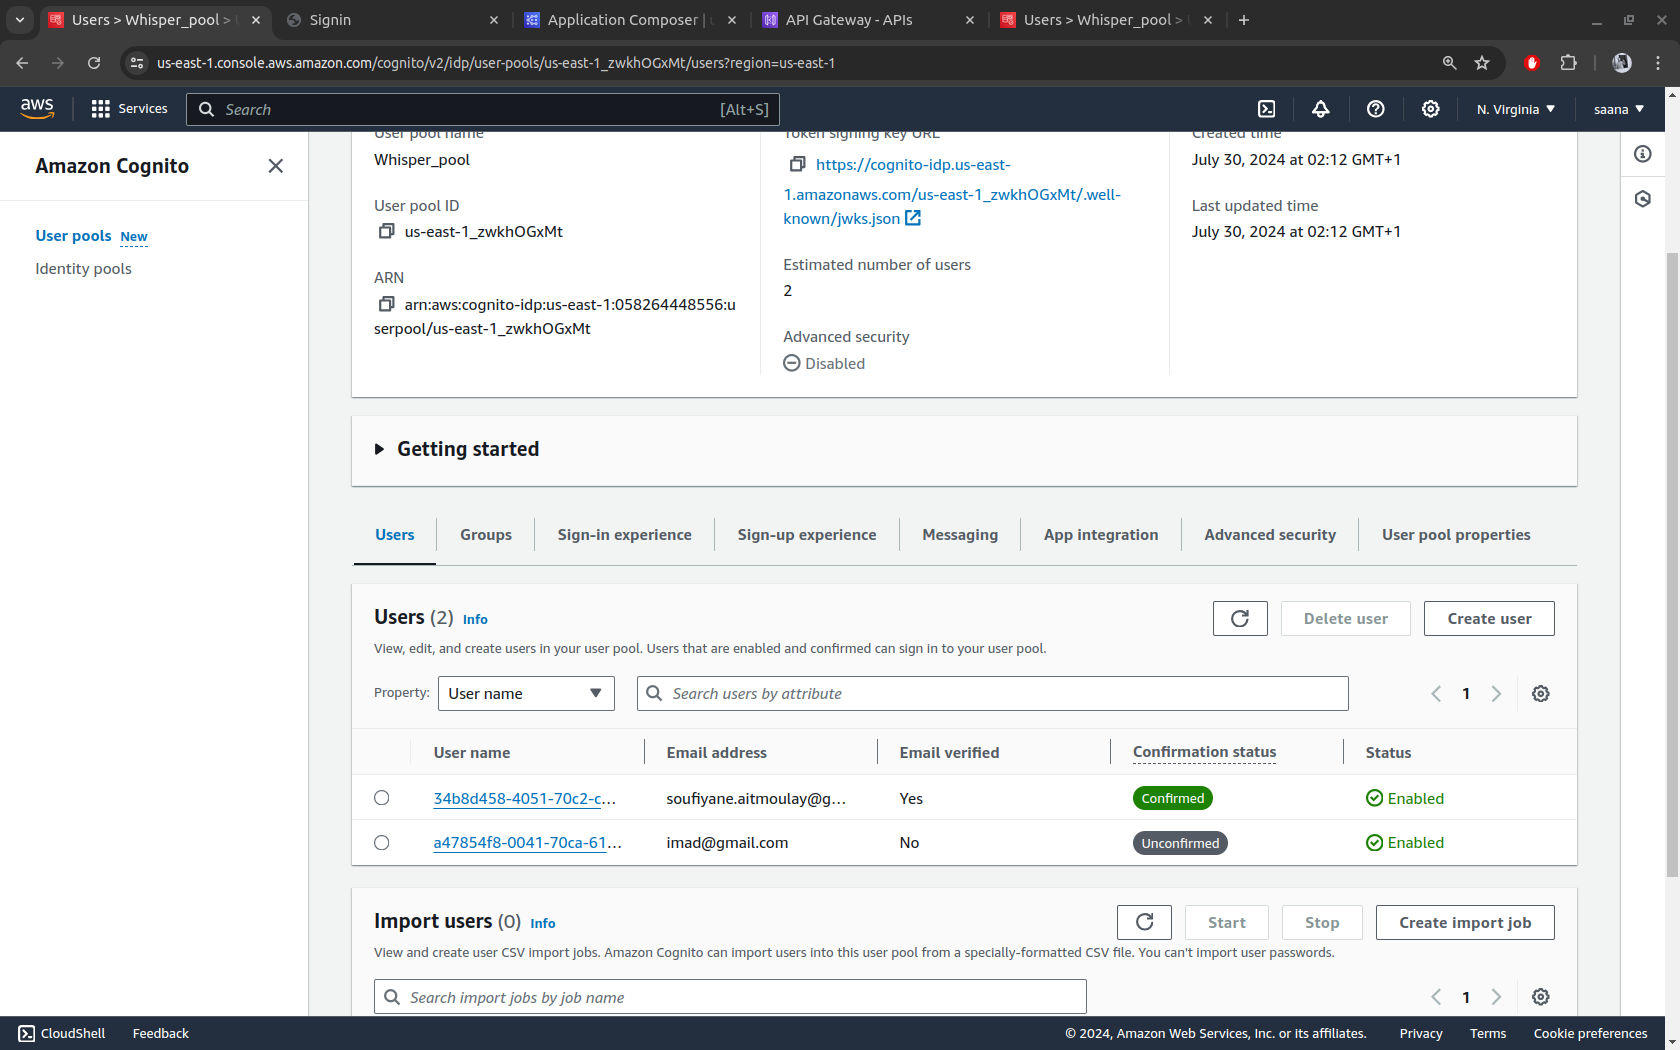 Users > Whisper_pool >
Signin
Application Composer |
API Gateway - APIs
Users > Whisper_pool >
us-east-1.console.aws.amazon.com/cognito/v2/idp/user-pools/us-east-1_zwkhOGxMt/users?region=us-east-1
aws
Services
Search
[Alt+S]
N. Virginia
saana
Amazon Cognito
User pools New
Identity pools
User pool name
Whisper_pool
User pool ID
us-east-1_zwkhOGxMt
ARN
arn:aws:cognito-idp:us-east-1:058264448556:u
serpool/us-east-1_zwkhOGxMt
Token signing key URL
https://cognito-idp.us-east-
1.amazonaws.com/us-east-1_zwkhOGxMt/.well-
known/jwks.json
Estimated number of users
2
Advanced security
Disabled
Created time
July 30, 2024 at 02:12 GMT+1
Last updated time
July 30, 2024 at 02:12 GMT+1
Getting started
Users
Groups
Sign-in experience
Sign-up experience
Messaging
App integration
Advanced security
User pool properties
Users (2) Info
Delete user
Create user
View, edit, and create users in your user pool. Users that are enabled and confirmed can sign in to your user pool.
Property:
User name
Search users by attribute
1
User name
Email address
Email verified
Confirmation status
Status
34b8d458-4051-70c2-c...
soufiyane.aitmoulay@g...
Yes
Confirmed
Enabled
a47854f8-0041-70ca-61...
imad@gmail.com
No
Unconfirmed
Enabled
Import users (0) Info
Start
Stop
Create import job
View and create user CSV import jobs. Amazon Cognito can import users into this user pool from a specially-formatted CSV file. You can't import user passwords.
Search import jobs by job name
1
CloudShell
Feedback
© 2024, Amazon Web Services, Inc. or its affiliates.
Privacy
Terms
Cookie preferences